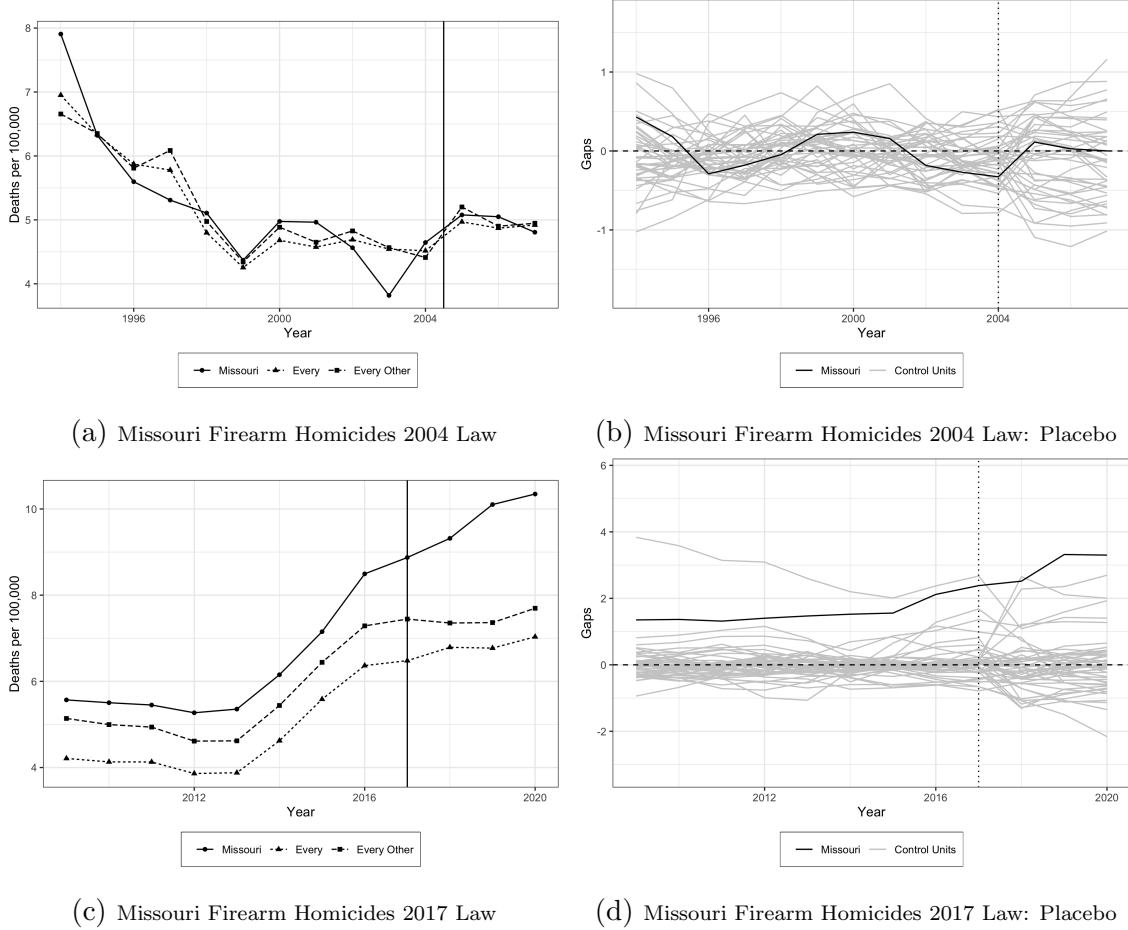 8
7
6
5
4
Deaths per 100,000
1996
2000
2004
Year
Missouri Every Every Other
(a) Missouri Firearm Homicides 2004 Law
1
0
-1
Gaps
1996
2000
2004
Year
Missouri Control Units
(b) Missouri Firearm Homicides 2004 Law: Placebo
10
8
6
4
Deaths per 100,000
2012
2016
2020
Year
Missouri Every Every Other
(c) Missouri Firearm Homicides 2017 Law
6
4
2
0
-2
Gaps
2012
2016
2020
Year
Missouri Control Units
(d) Missouri Firearm Homicides 2017 Law: Placebo